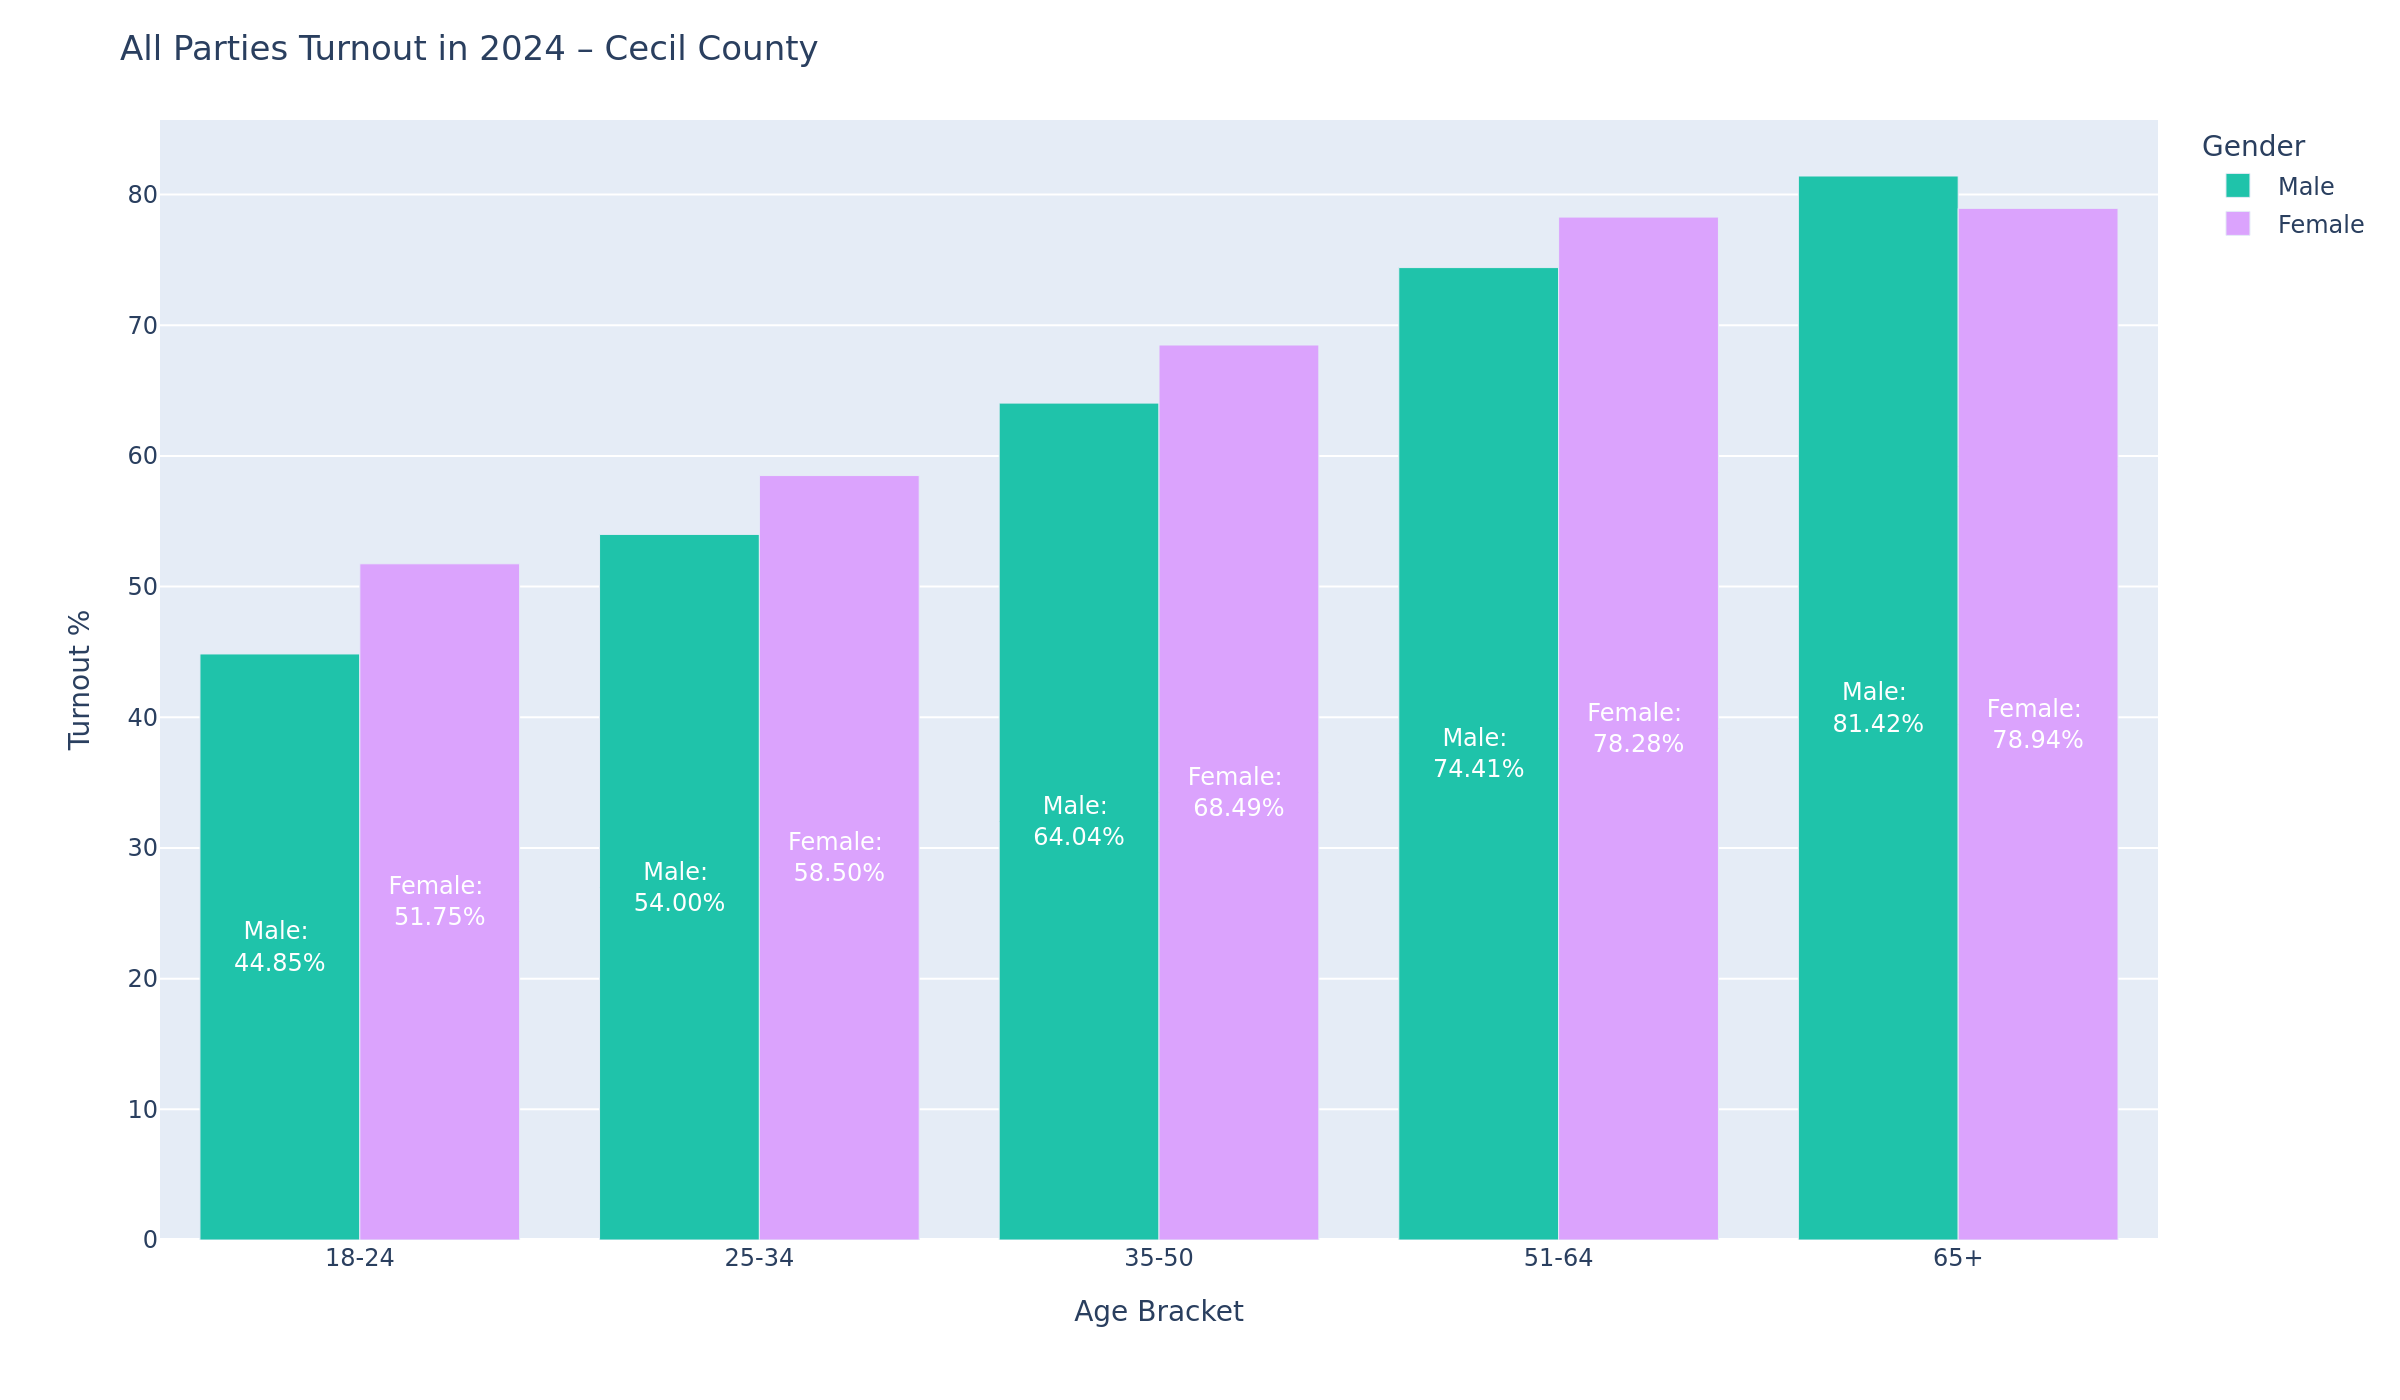 All Parties Turnout in 2024 – Cecil County
Gender
Male
Female
80
70
60
50
40
30
20
10
0
Turnout %
Male:
44.85%
Female:
51.75%
Male:
54.00%
Female:
58.50%
Male:
64.04%
Female:
68.49%
Male:
74.41%
Female:
78.28%
Male:
81.42%
Female:
78.94%
18-24
25-34
35-50
51-64
65+
Age Bracket